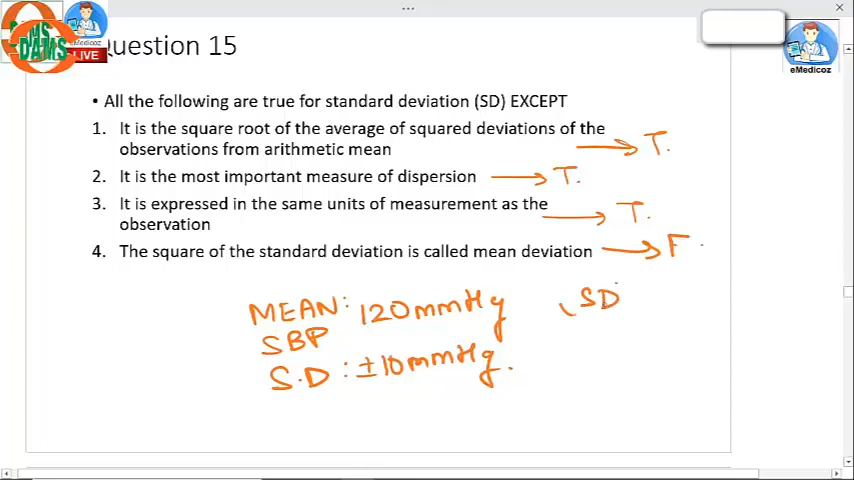 DAMS
eMedicoz
LIVE
Question 15
eMedicoz
• All the following are true for standard deviation (SD) EXCEPT
1. It is the square root of the average of squared deviations of the
observations from arithmetic mean → T.
2. It is the most important measure of dispersion → T.
3. It is expressed in the same units of measurement as the
observation → T.
4. The square of the standard deviation is called mean deviation → F
MEAN: 120mmHg (SD
SBP
S.D : ±10mmHg.